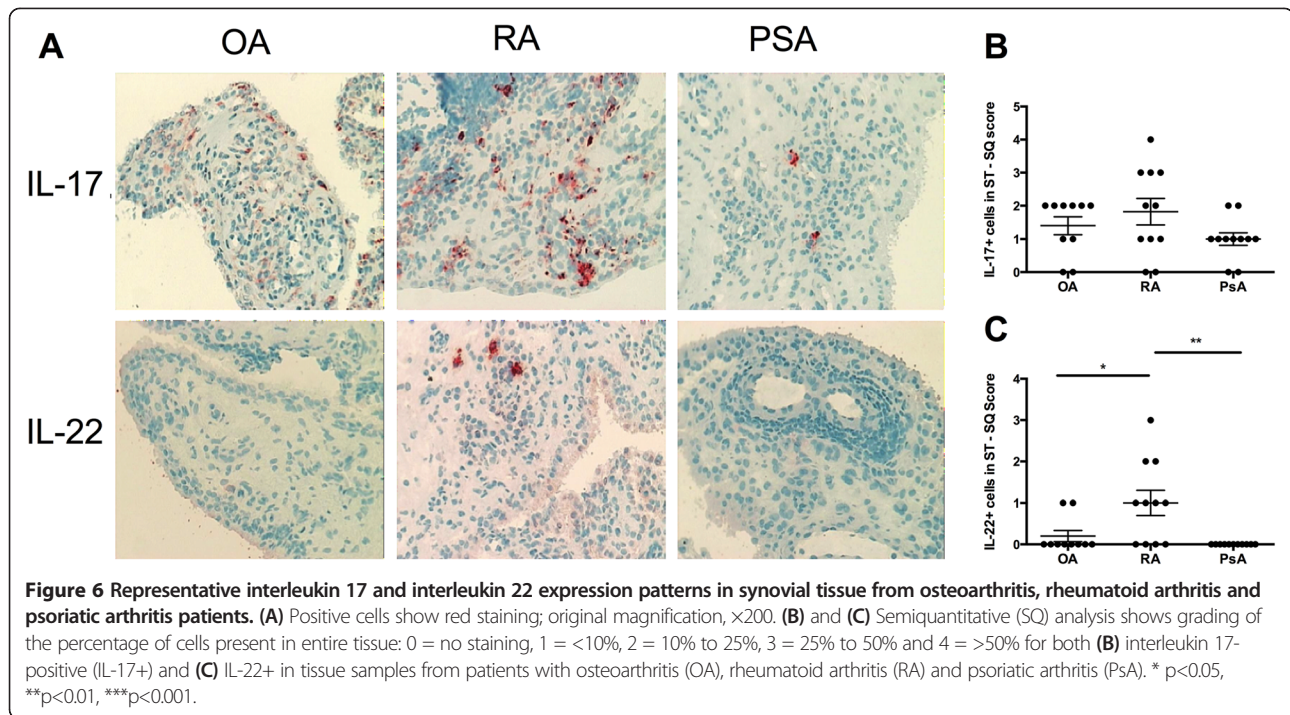 A
OA
RA
PSA
IL-17
IL-22
B
IL-17+ cells in ST - SQ score
5
4
3
2
1
0
OA RA PsA
C
IL-22+ cells in ST - SQ Score
4
3
2
1
0
*
**
OA RA PsA
Figure 6 Representative interleukin 17 and interleukin 22 expression patterns in synovial tissue from osteoarthritis, rheumatoid arthritis and
psoriatic arthritis patients. (A) Positive cells show red staining; original magnification, ×200. (B) and (C) Semiquantitative (SQ) analysis shows grading of
the percentage of cells present in entire tissue: 0 = no staining, 1 = <10%, 2 = 10% to 25%, 3 = 25% to 50% and 4 = >50% for both (B) interleukin 17-
positive (IL-17+) and (C) IL-22+ in tissue samples from patients with osteoarthritis (OA), rheumatoid arthritis (RA) and psoriatic arthritis (PsA). * p<0.05,
**p<0.01, ***p<0.001.